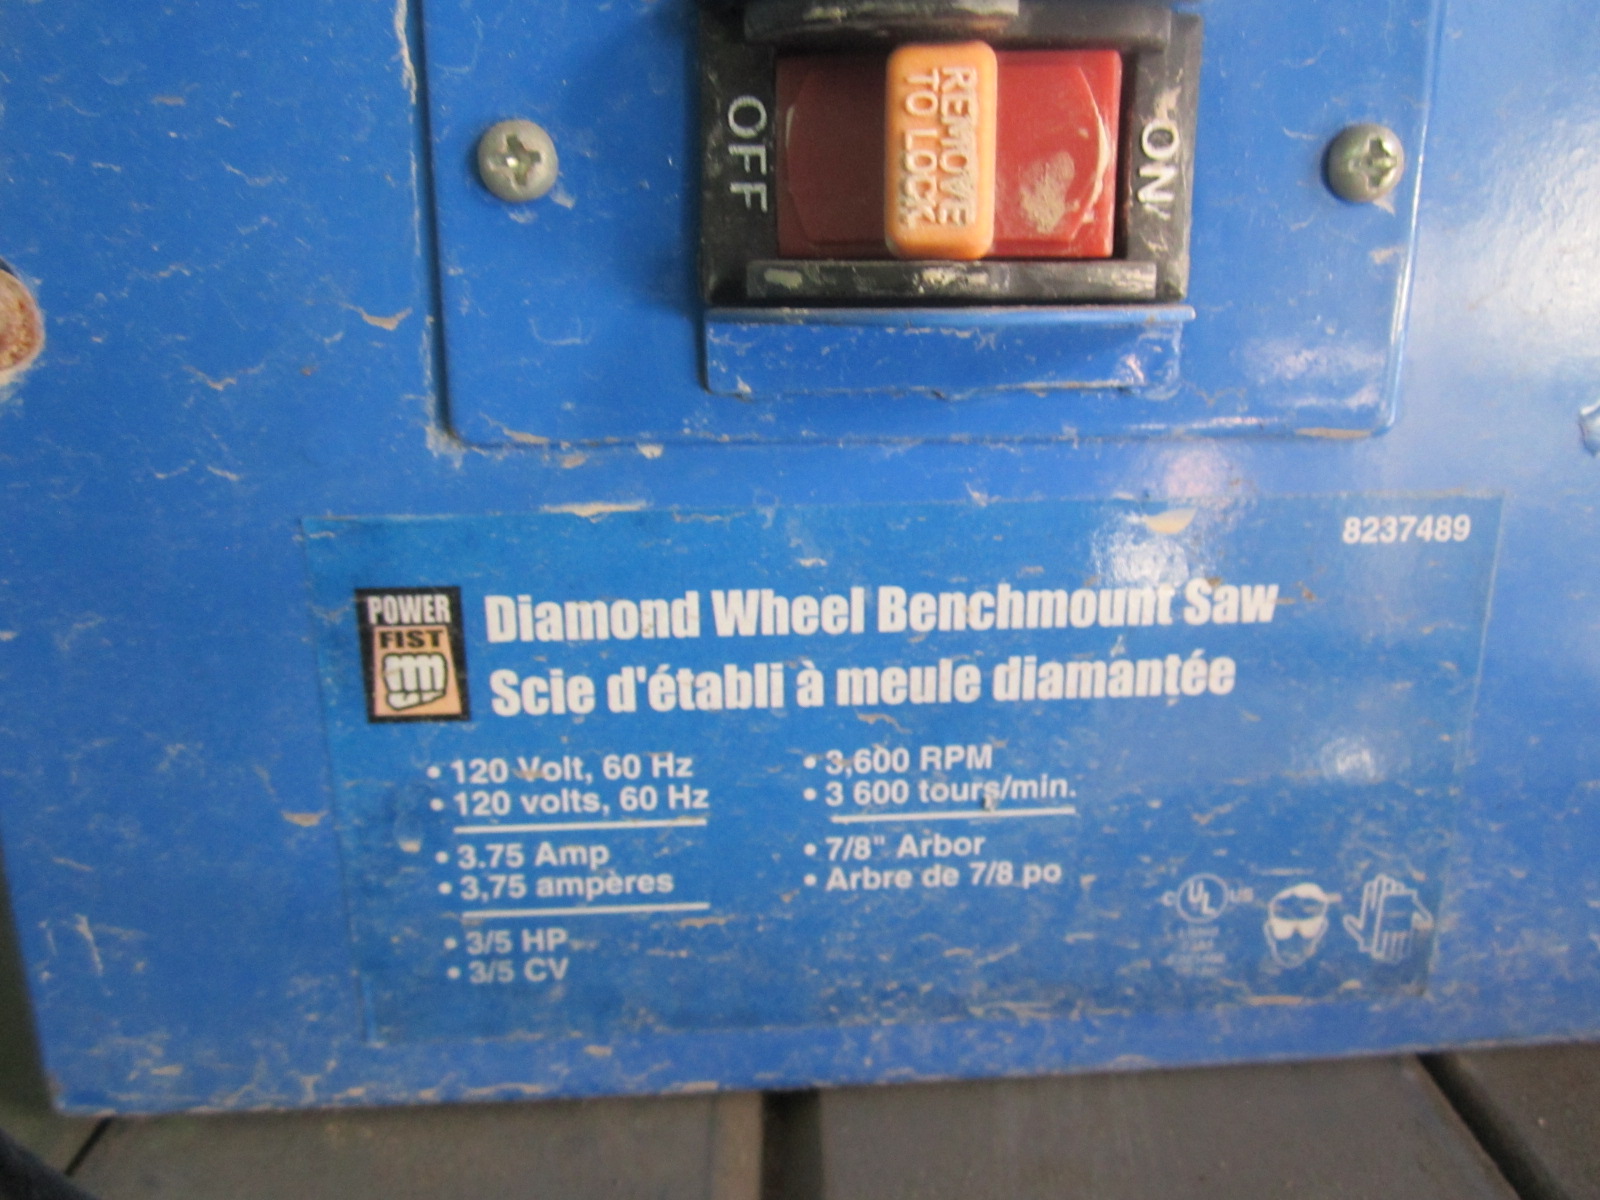 OFF
REMOVE
TO LOCK
ON
8237489
POWER
FIST
Diamond Wheel Benchmount Saw
Scie d'établi à meule diamantée
• 120 Volt, 60 Hz
• 120 volts, 60 Hz
• 3.75 Amp
• 3,75 ampères
• 3/5 HP
• 3/5 CV
• 3,600 RPM
• 3 600 tours/min.
• 7/8" Arbor
• Arbre de 7/8 po
C UL US